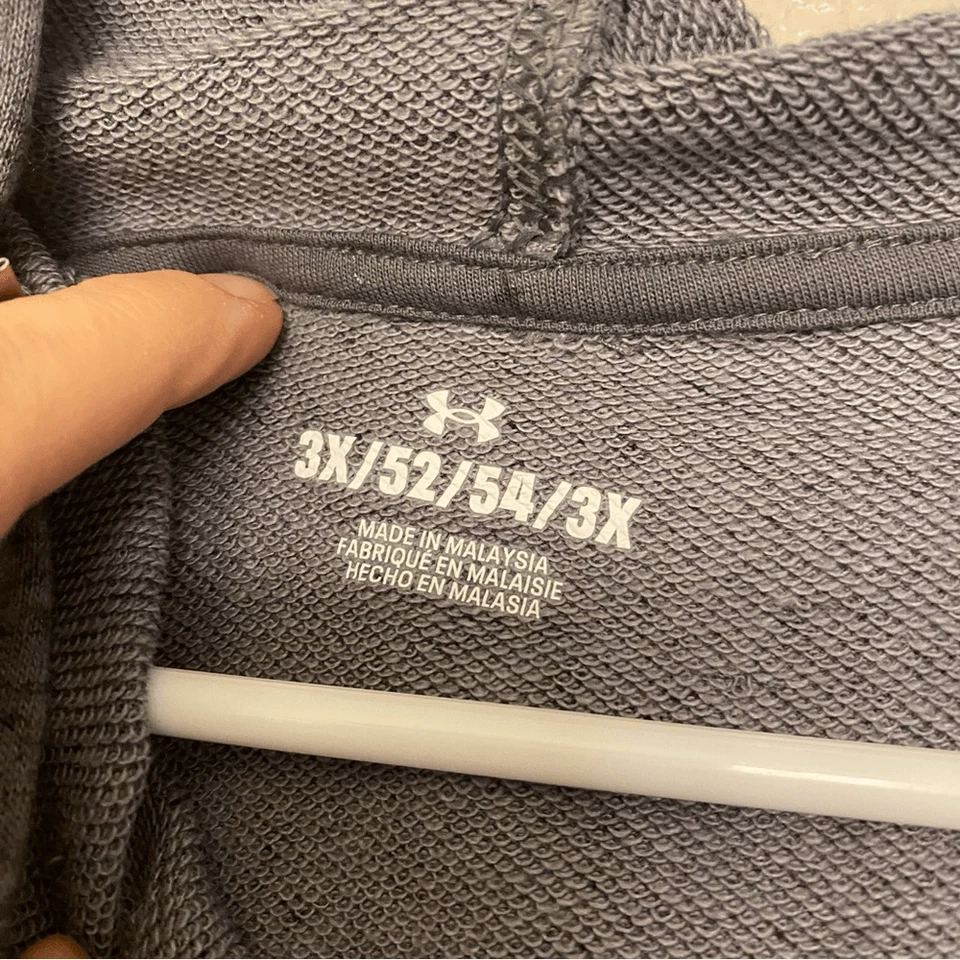 3X/52/54/3X
MADE IN MALAYSIA
FABRIQUÉ EN MALAISIE
HECHO EN MALASIA